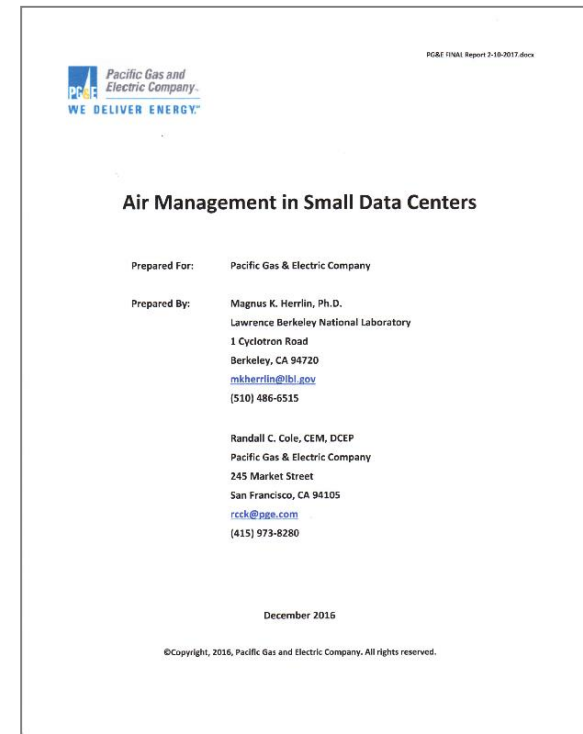 PG&E FINAL Report 2-10-2017.docx
Pacific Gas and
Electric Company
PG&E
WE DELIVER ENERGY.™
Air Management in Small Data Centers
Prepared For: Pacific Gas & Electric Company
Prepared By: Magnus K. Herrlin, Ph.D.
Lawrence Berkeley National Laboratory
1 Cyclotron Road
Berkeley, CA 94720
mkherrlin@lbl.gov
(510) 486-6515
Randall C. Cole, CEM, DCEP
Pacific Gas & Electric Company
245 Market Street
San Francisco, CA 94105
rcck@pge.com
(415) 973-8280
December 2016
©Copyright, 2016, Pacific Gas and Electric Company. All rights reserved.